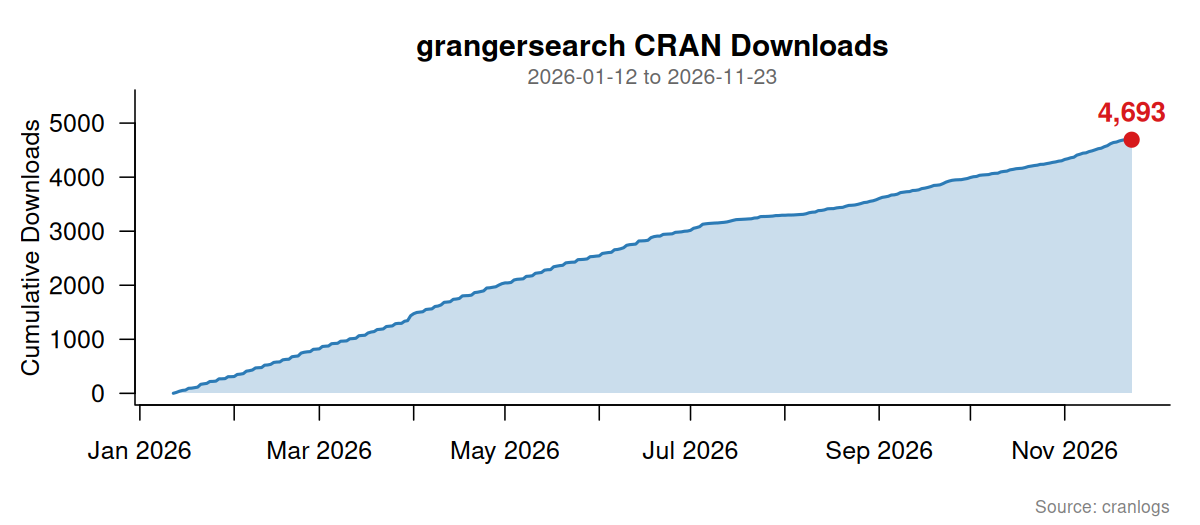 grangersearch CRAN Downloads
2026-01-12 to 2026-11-23
4,693
Cumulative Downloads
5000
4000
3000
2000
1000
0
Jan 2026 Mar 2026 May 2026 Jul 2026 Sep 2026 Nov 2026
Source: cranlogs